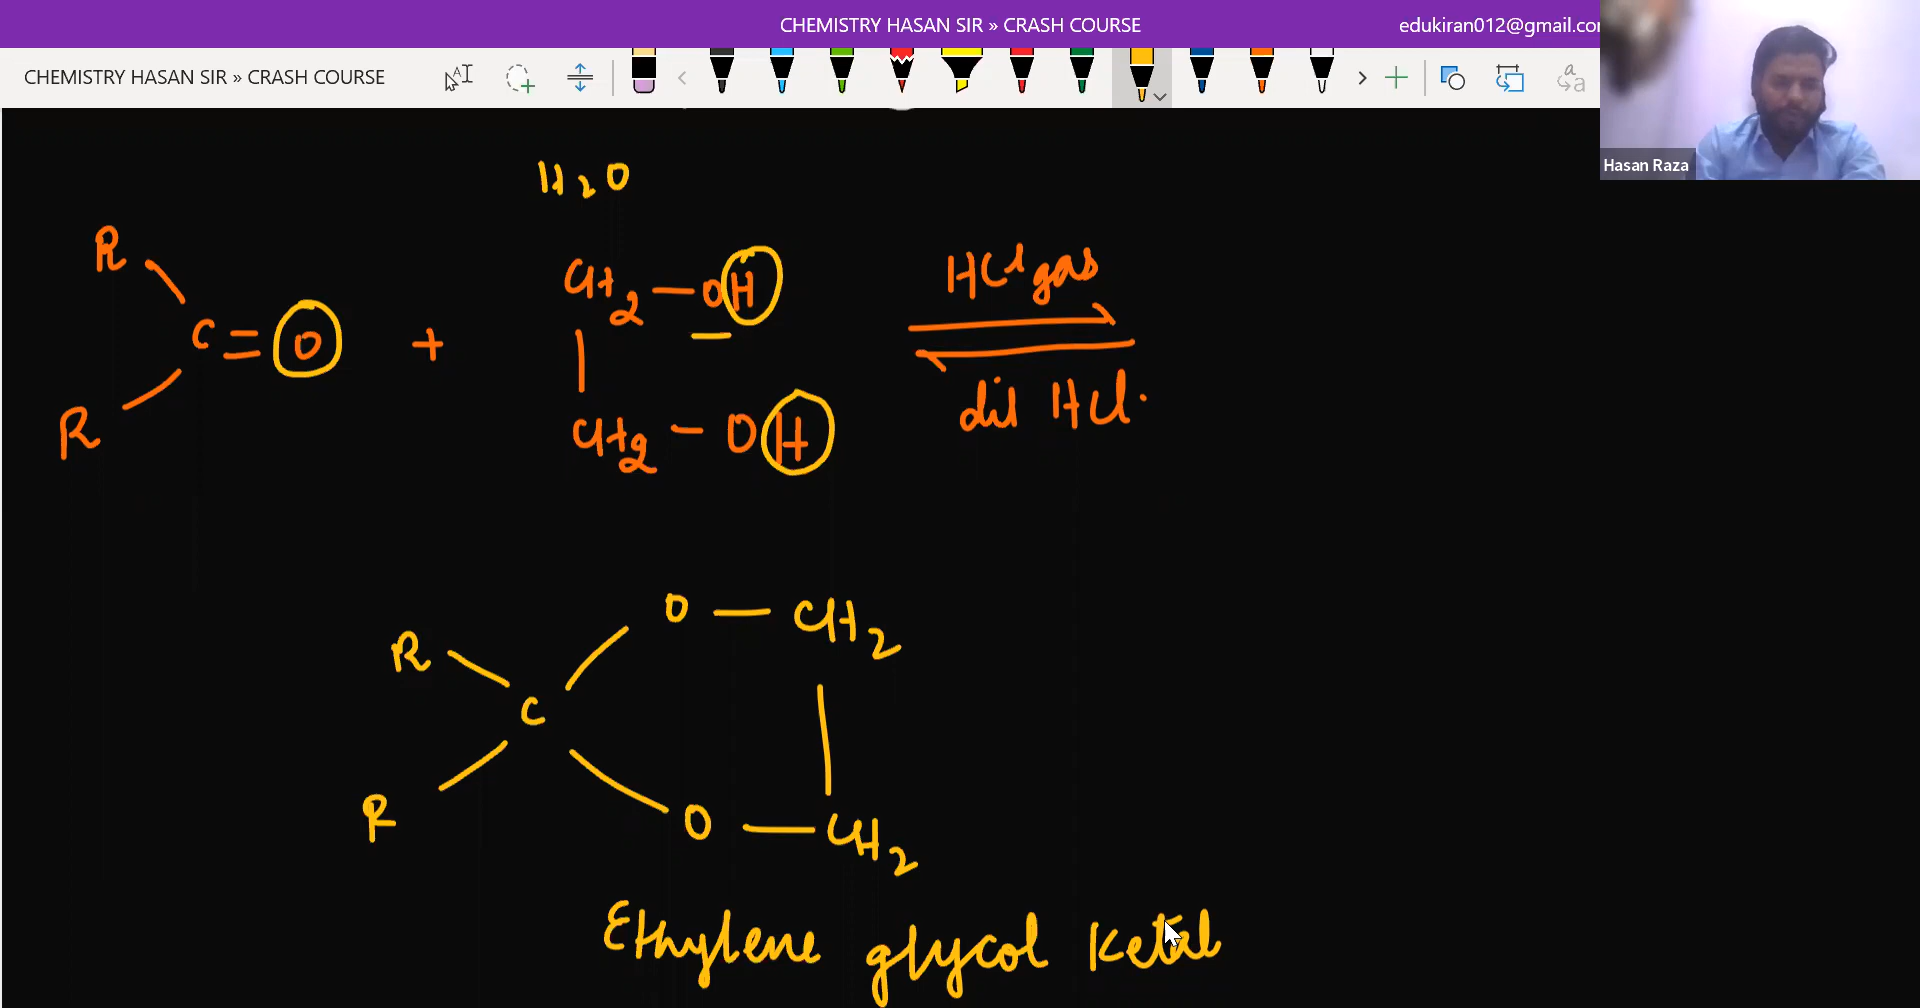 CHEMISTRY HASAN SIR » CRASH COURSE
edukiran012@gmail.co
CHEMISTRY HASAN SIR » CRASH COURSE
Hasan Raza
H2O
R
CH2 — OH
HCl gas
C = O
+
R
CH2 — OH
dil HCl.
O — CH2
R
C
R
O — CH2
Ethylene glycol Ketal